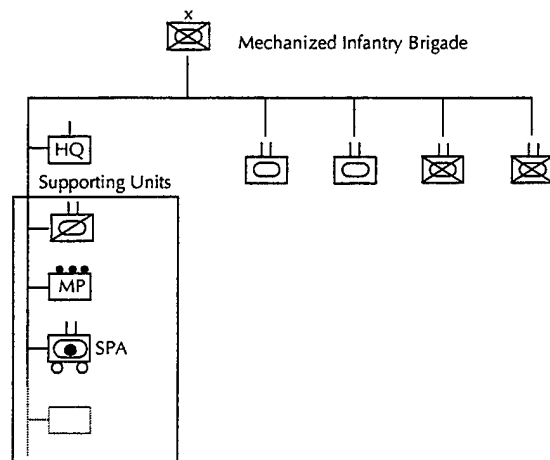 x
Mechanized Infantry Brigade
HQ
Supporting Units
MP
SPA